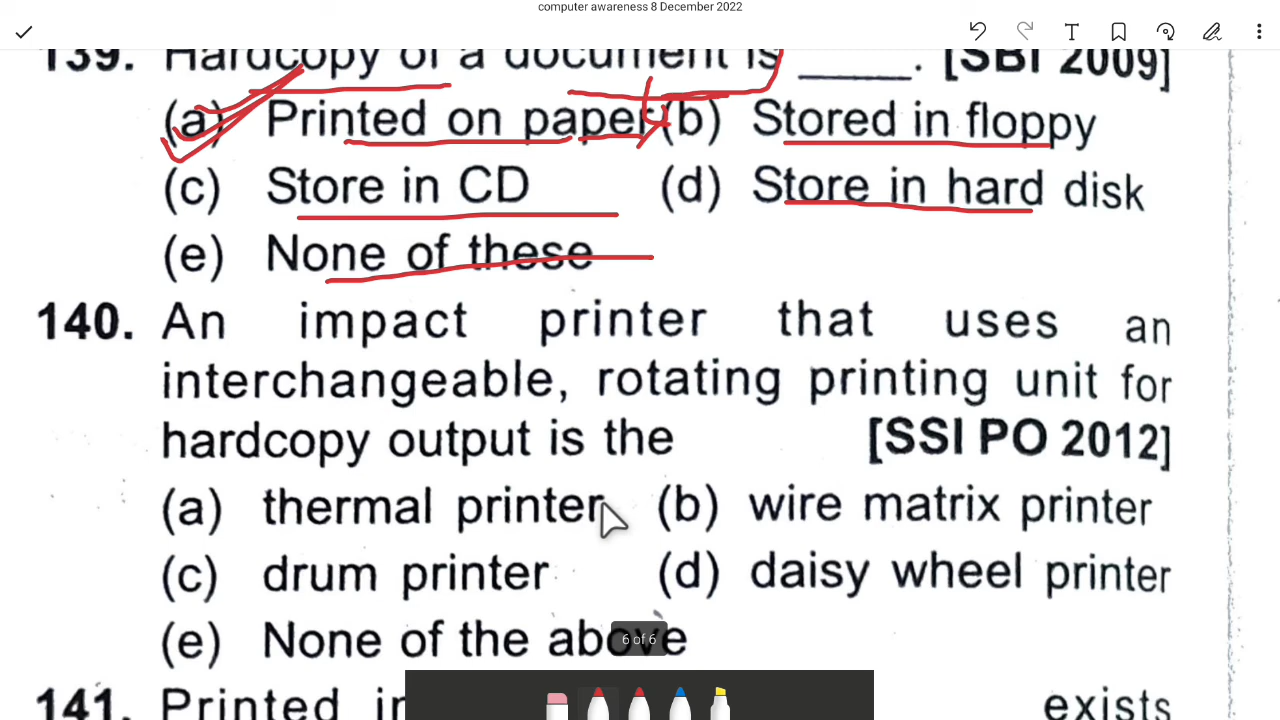 computer awareness 8 December 2022
139. Hardcopy of a document is _____. [SBI 2009]
(a) Printed on paper (b) Stored in floppy
(c) Store in CD (d) Store in hard disk
(e) None of these
140. An impact printer that uses an
interchangeable, rotating printing unit for
hardcopy output is the [SSI PO 2012]
(a) thermal printer (b) wire matrix printer
(c) drum printer (d) daisy wheel printer
(e) None of the above
6 of 6
141. Printed exists